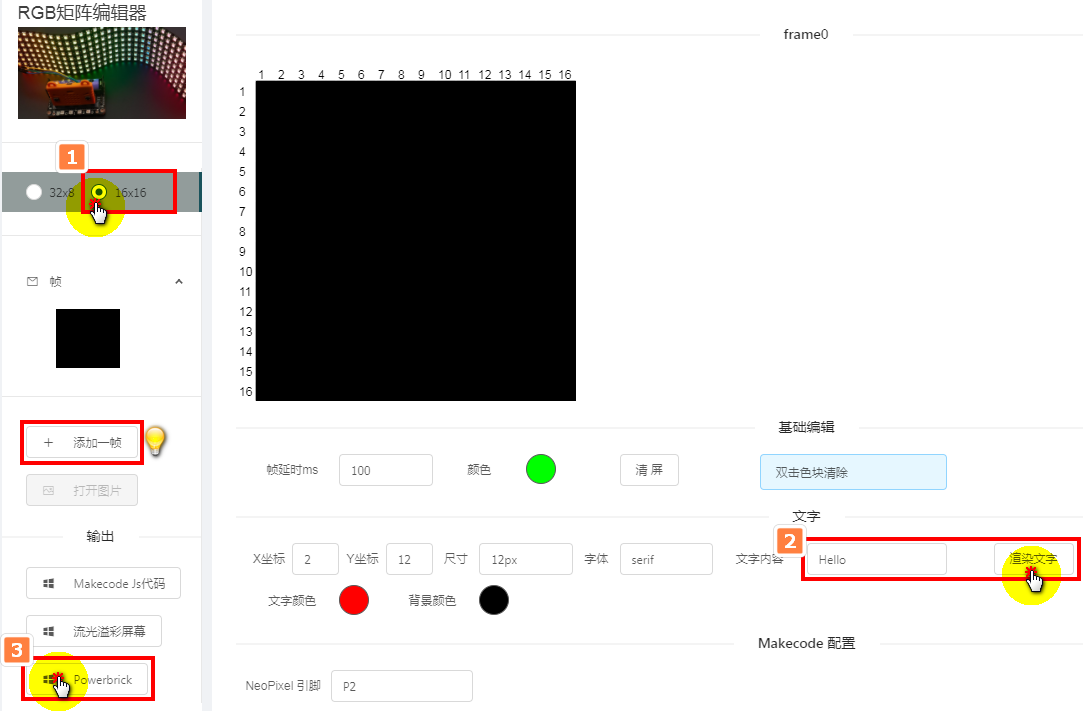 RGB矩阵编辑器
1
32x8
16x16
帧
添加一帧
打开图片
输出
Makecode Js代码
流光溢彩屏幕
3
Powerbrick
frame0
1 2 3 4 5 6 7 8 9 10 11 12 13 14 15 16
1
2
3
4
5
6
7
8
9
10
11
12
13
14
15
16
基础编辑
帧延时ms 100 颜色 清 屏 双击色块清除
文字
2
X坐标 2 Y坐标 12 尺寸 12px 字体 serif 文字内容 Hello 渲染文字
文字颜色 背景颜色
Makecode 配置
NeoPixel 引脚 P2